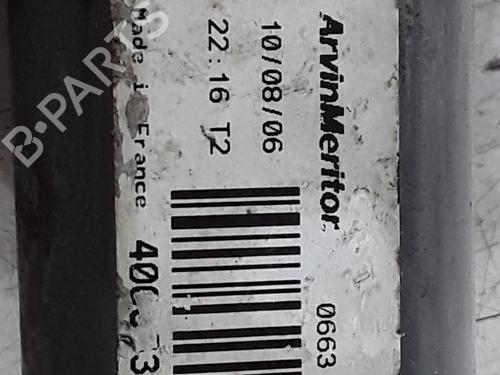 ArvinMeritor 0663
10/08/06
22:16 T2
Made in France
B-PARTS